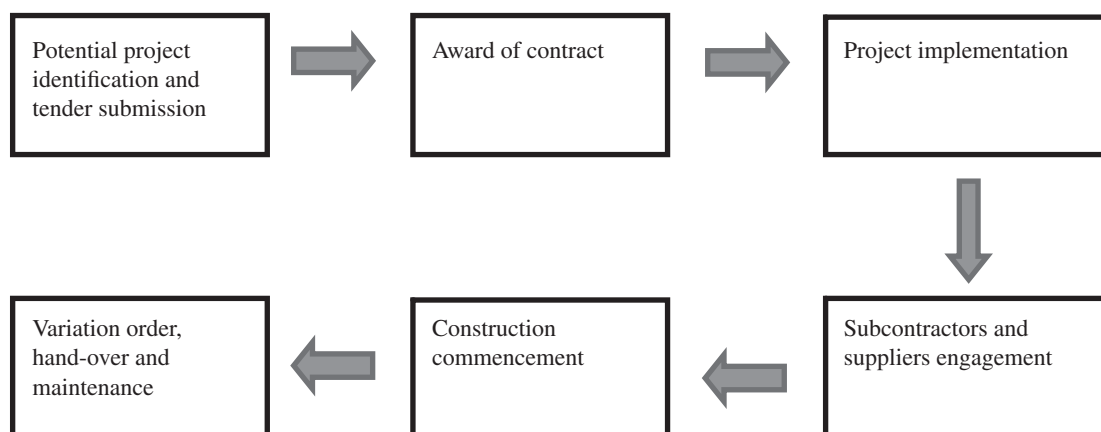 Potential project
identification and
tender submission
Award of contract
Project implementation
Subcontractors and
suppliers engagement
Construction
commencement
Variation order,
hand-over and
maintenance